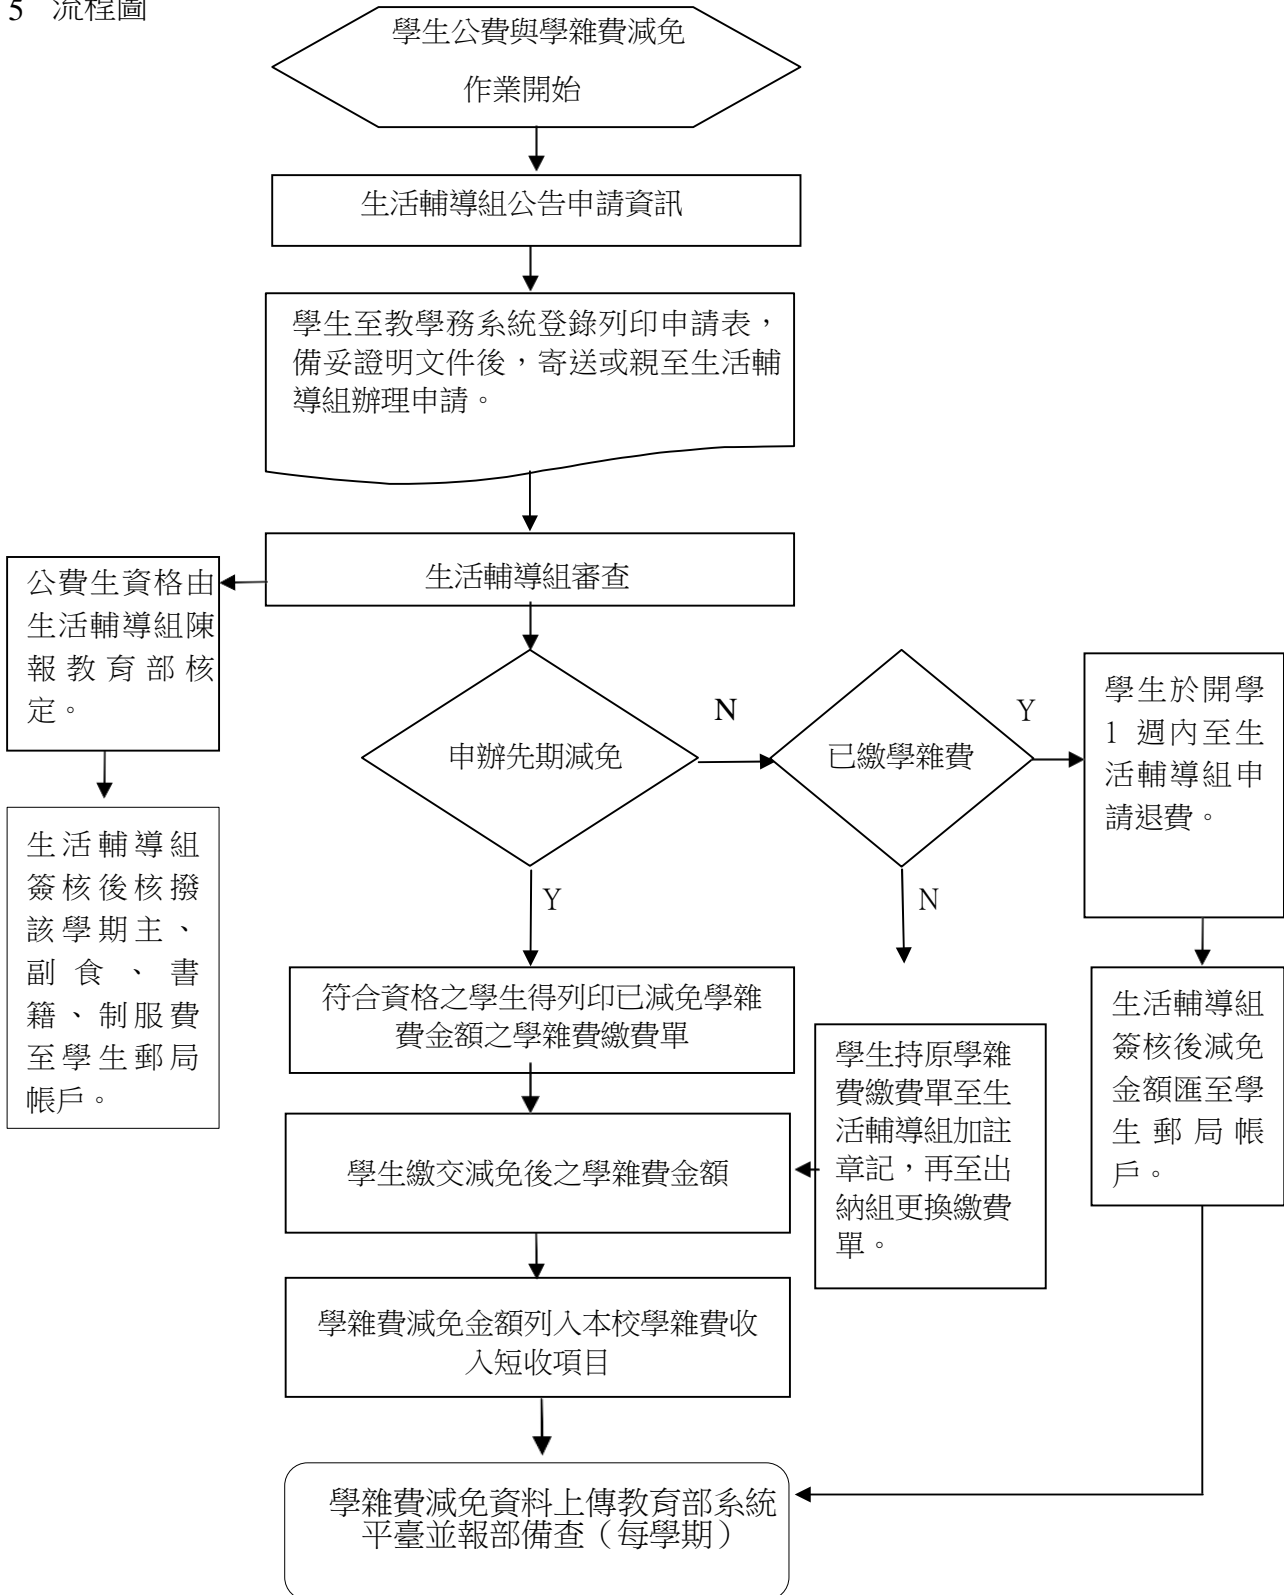 5 流程圖
學生公費與學雜費減免
作業開始
生活輔導組公告申請資訊
學生至教學務系統登錄列印申請表，
備妥證明文件後，寄送或親至生活輔
導組辦理申請。
生活輔導組審查
公費生資格由
生活輔導組陳
報教育部核
定。
生活輔導組
簽核後核撥
該學期主、
副食、書
籍、制服費
至學生郵局
帳戶。
申辦先期減免
N
已繳學雜費
Y
學生於開學
1 週內至生
活輔導組申
請退費。
Y
N
符合資格之學生得列印已減免學雜
費金額之學雜費繳費單
學生持原學雜
費繳費單至生
活輔導組加註
章記，再至出
納組更換繳費
單。
生活輔導組
簽核後減免
金額匯至學
生郵局帳
戶。
學生繳交減免後之學雜費金額
學雜費減免金額列入本校學雜費收
入短收項目
學雜費減免資料上傳教育部系統
平臺並報部備查（每學期）